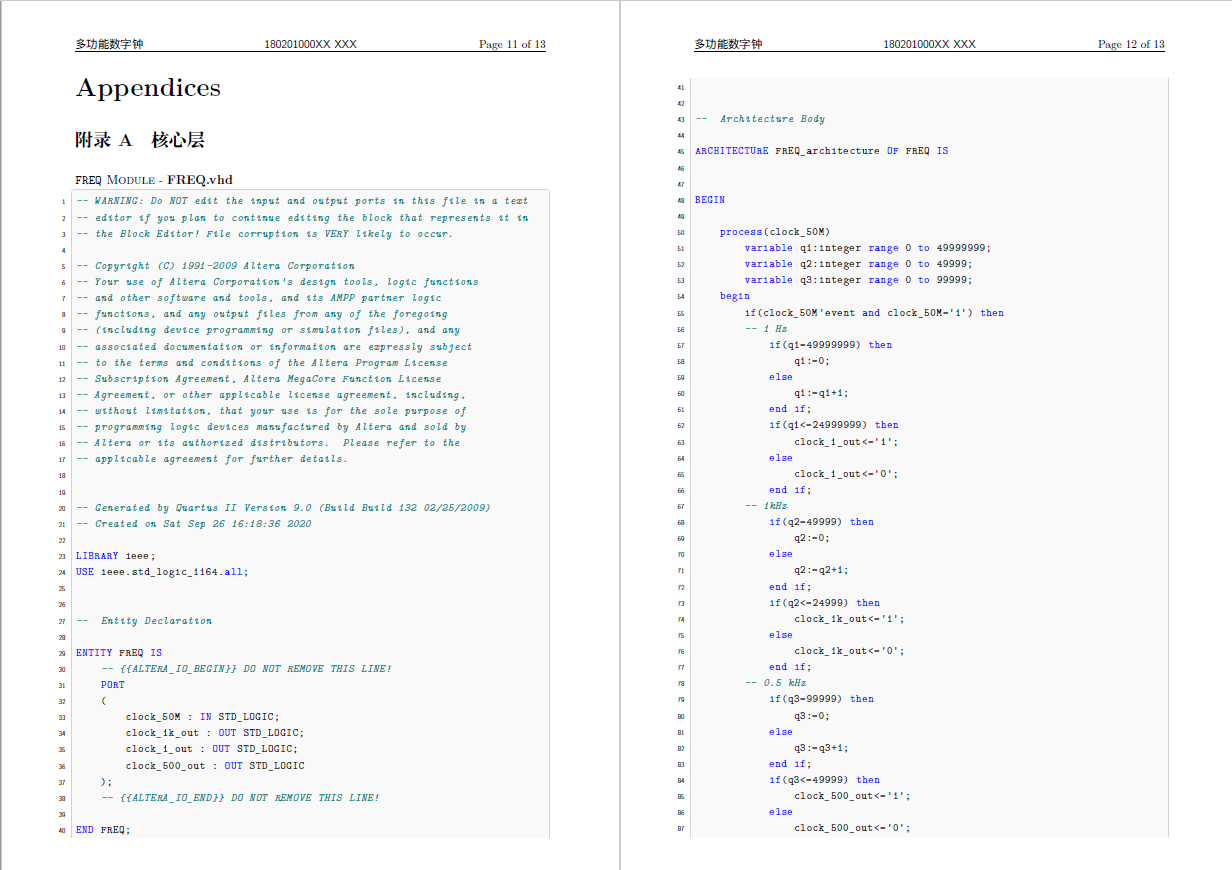 多功能数字钟 180201000XX XXX Page 11 of 13
Appendices
附录 A 核心层
FREQ Module - FREQ.vhd
1 -- WARNING: Do NOT edit the input and output ports in this file in a text
2 -- editor if you plan to continue editing the block that represents it in
3 -- the Block Editor! File corruption is VERY likely to occur.
4
5 -- Copyright (C) 1991-2009 Altera Corporation
6 -- Your use of Altera Corporation's design tools, logic functions
7 -- and other software and tools, and its AMPP partner logic
8 -- functions, and any output files from any of the foregoing
9 -- (including device programming or simulation files), and any
10 -- associated documentation or information are expressly subject
11 -- to the terms and conditions of the Altera Program License
12 -- Subscription Agreement, Altera MegaCore Function License
13 -- Agreement, or other applicable license agreement, including,
14 -- without limitation, that your use is for the sole purpose of
15 -- programming logic devices manufactured by Altera and sold by
16 -- Altera or its authorized distributors.  Please refer to the
17 -- applicable agreement for further details.
18
19
20 -- Generated by Quartus II Version 9.0 (Build Build 132 02/25/2009)
21 -- Created on Sat Sep 26 16:18:36 2020
22
23 LIBRARY ieee;
24 USE ieee.std_logic_1164.all;
25
26
27 --  Entity Declaration
28
29 ENTITY FREQ IS
30     -- {{ALTERA_IO_BEGIN}} DO NOT REMOVE THIS LINE!
31     PORT
32     (
33         clock_50M : IN STD_LOGIC;
34         clock_1k_out : OUT STD_LOGIC;
35         clock_1_out : OUT STD_LOGIC;
36         clock_500_out : OUT STD_LOGIC
37     );
38     -- {{ALTERA_IO_END}} DO NOT REMOVE THIS LINE!
39
40 END FREQ;
多功能数字钟 180201000XX XXX Page 12 of 13
41
42
43 --  Architecture Body
44
45 ARCHITECTURE FREQ_architecture OF FREQ IS
46
47
48 BEGIN
49
50     process(clock_50M)
51         variable q1:integer range 0 to 49999999;
52         variable q2:integer range 0 to 49999;
53         variable q3:integer range 0 to 99999;
54     begin
55         if(clock_50M'event and clock_50M='1') then
56         -- 1 Hz
57             if(q1=49999999) then
58                 q1:=0;
59             else
60                 q1:=q1+1;
61             end if;
62             if(q1<=24999999) then
63                 clock_1_out<='1';
64             else
65                 clock_1_out<='0';
66             end if;
67         -- 1kHz
68             if(q2=49999) then
69                 q2:=0;
70             else
71                 q2:=q2+1;
72             end if;
73             if(q2<=24999) then
74                 clock_1k_out<='1';
75             else
76                 clock_1k_out<='0';
77             end if;
78         -- 0.5 kHz
79             if(q3=99999) then
80                 q3:=0;
81             else
82                 q3:=q3+1;
83             end if;
84             if(q3<=49999) then
85                 clock_500_out<='1';
86             else
87                 clock_500_out<='0';